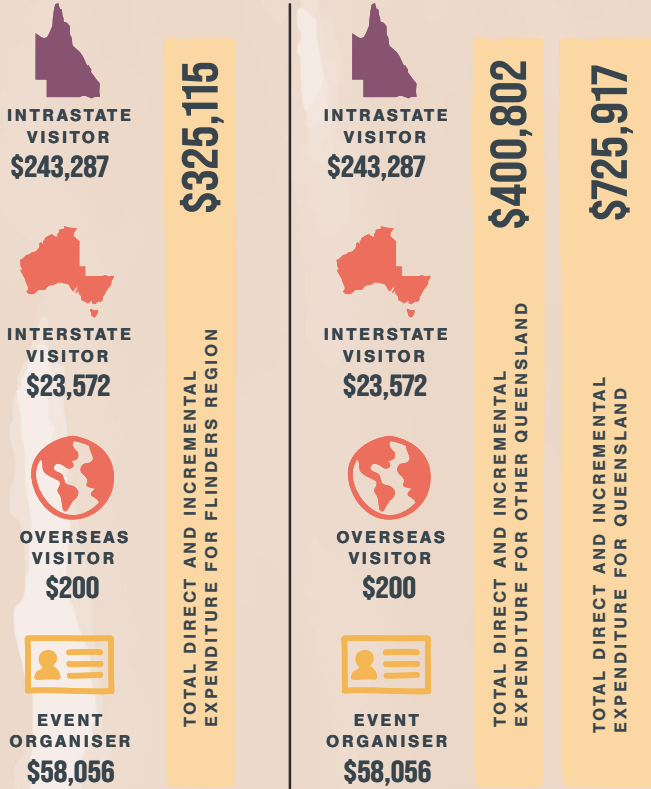 INTRASTATE
VISITOR
$243,287
INTERSTATE
VISITOR
$23,572
OVERSEAS
VISITOR
$200
EVENT
ORGANISER
$58,056
TOTAL DIRECT AND INCREMENTAL
EXPENDITURE FOR FLINDERS REGION
$325,115
INTRASTATE
VISITOR
$243,287
INTERSTATE
VISITOR
$23,572
OVERSEAS
VISITOR
$200
EVENT
ORGANISER
$58,056
TOTAL DIRECT AND INCREMENTAL
EXPENDITURE FOR OTHER QUEENSLAND
$400,802
TOTAL DIRECT AND INCREMENTAL
EXPENDITURE FOR QUEENSLAND
$725,917